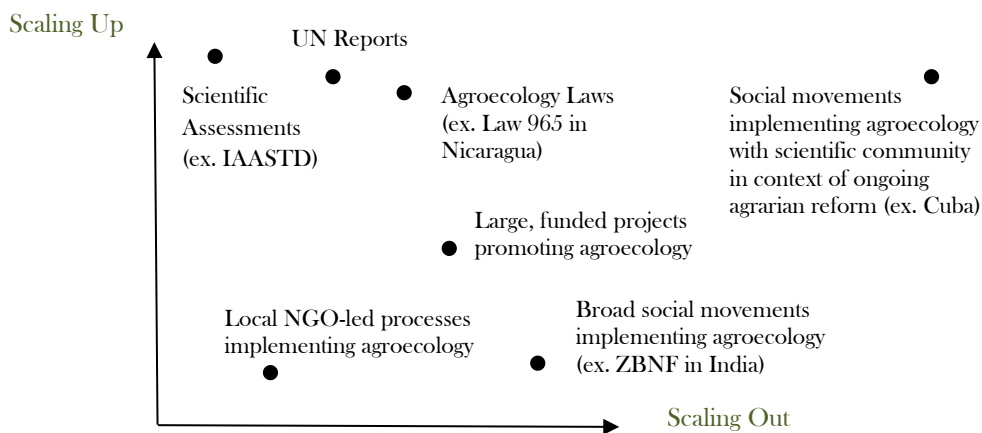 Scaling Up
UN Reports
Scientific
Assessments
(ex. IAASTD)
Agroecology Laws
(ex. Law 965 in
Nicaragua)
Social movements
implementing agroecology
with scientific community
in context of ongoing
agrarian reform (ex. Cuba)
Large, funded projects
promoting agroecology
Local NGO-led processes
implementing agroecology
Broad social movements
implementing agroecology
(ex. ZBNF in India)
Scaling Out